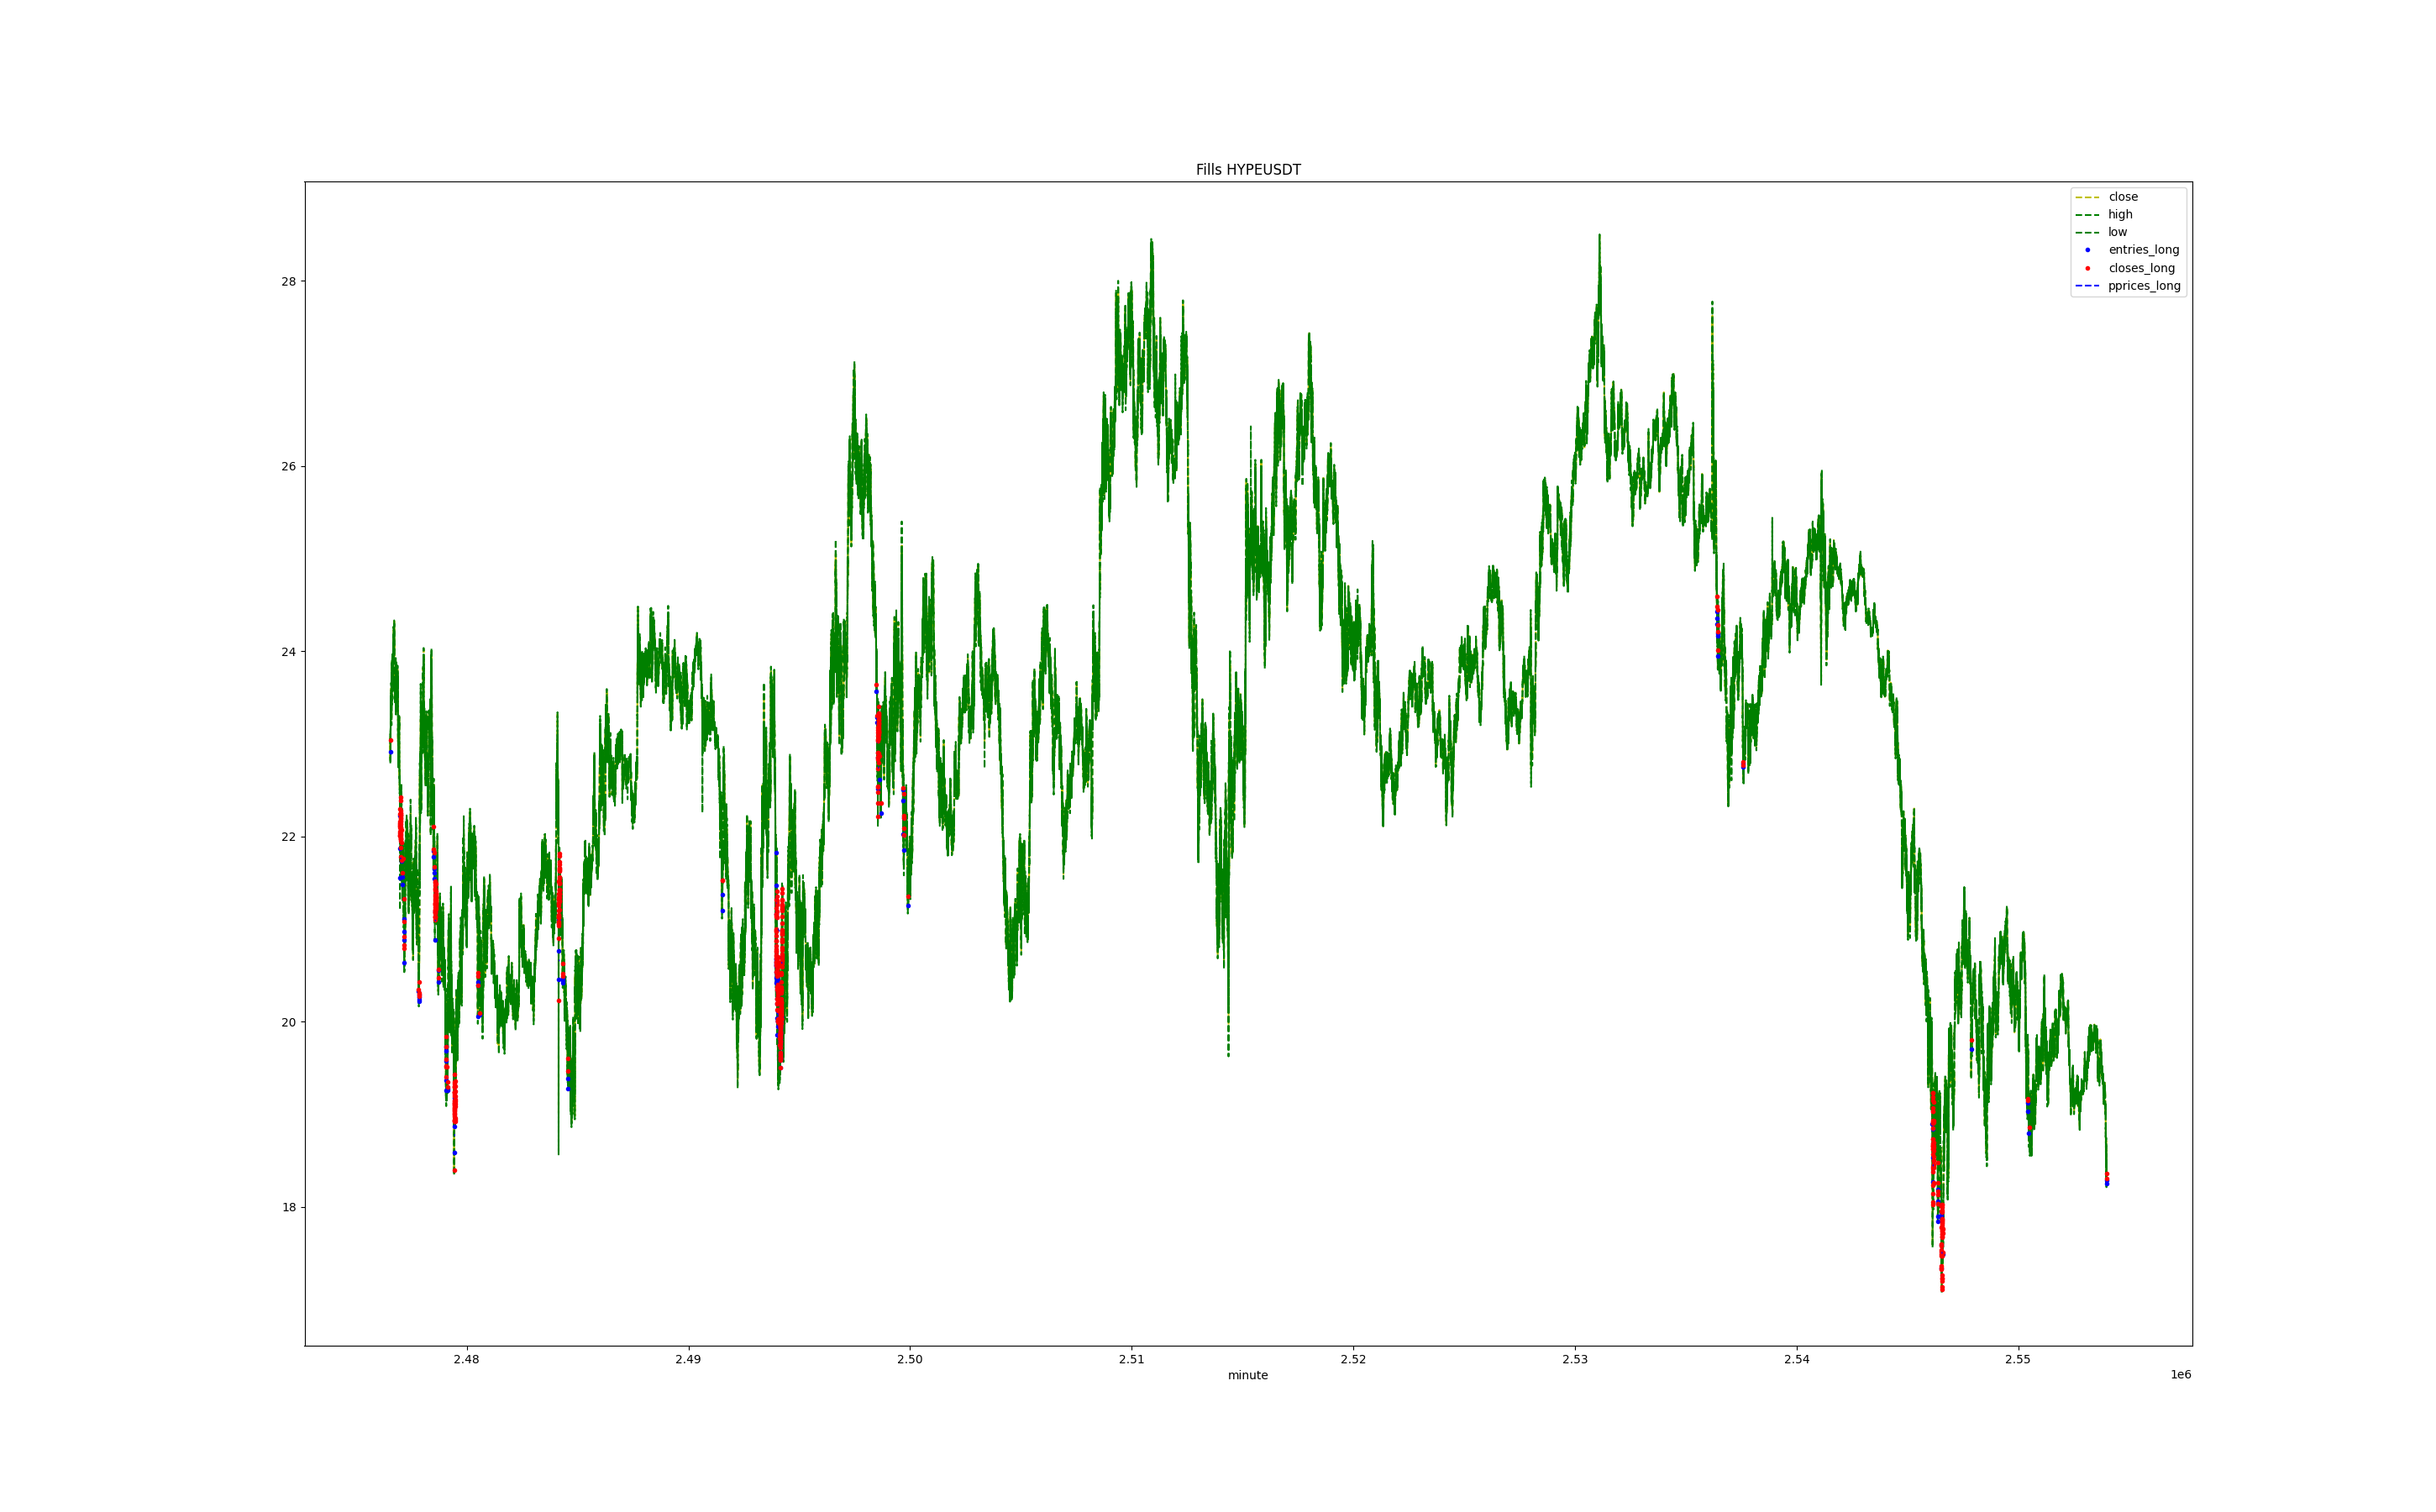 Fills HYPEUSDT
close
high
low
entries_long
closes_long
pprices_long
28
26
24
22
20
18
2.48 2.49 2.50 2.51 2.52 2.53 2.54 2.55
minute
1e6